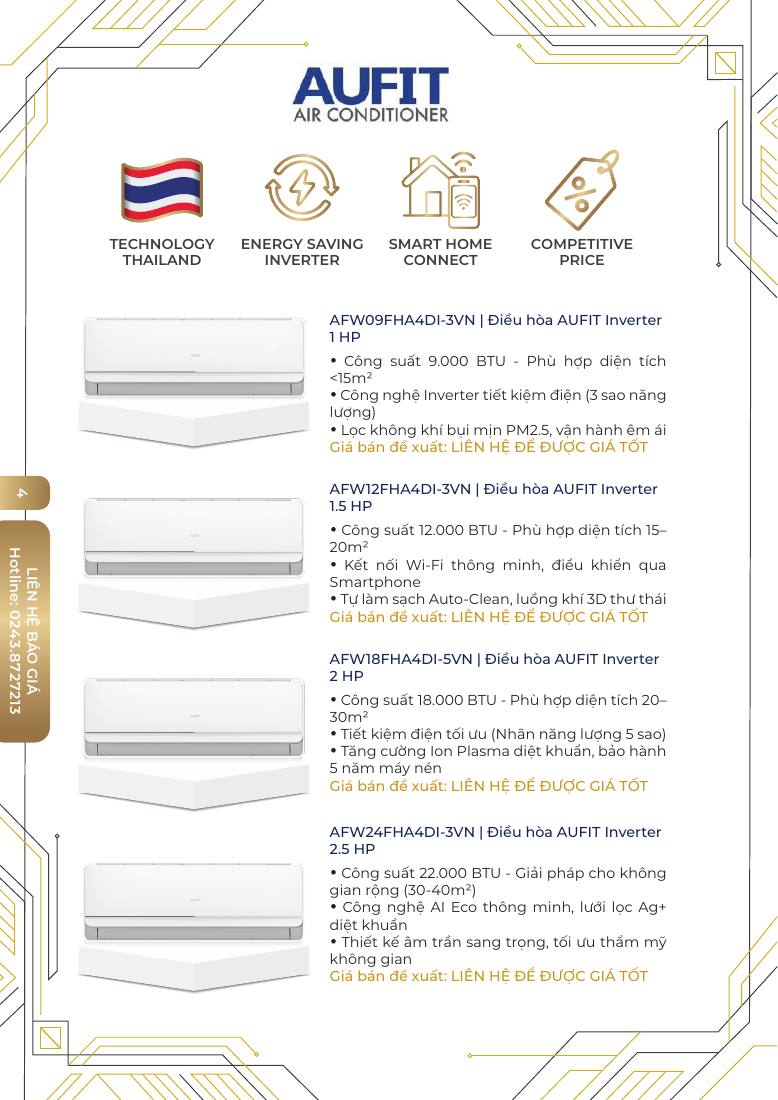 AUFIT
AIR CONDITIONER
TECHNOLOGY
THAILAND
ENERGY SAVING
INVERTER
SMART HOME
CONNECT
COMPETITIVE
PRICE
AFW09FHA4DI-3VN | Điều hòa AUFIT Inverter
1 HP
• Công suất 9.000 BTU - Phù hợp diện tích
<15m²
• Công nghệ Inverter tiết kiệm điện (3 sao năng
lượng)
• Lọc không khí bụi mịn PM2.5, vận hành êm ái
Giá bán đề xuất: LIÊN HỆ ĐỂ ĐƯỢC GIÁ TỐT
AFW12FHA4DI-3VN | Điều hòa AUFIT Inverter
1.5 HP
• Công suất 12.000 BTU - Phù hợp diện tích 15–
20m²
• Kết nối Wi-Fi thông minh, điều khiển qua
Smartphone
• Tự làm sạch Auto-Clean, luồng khí 3D thư thái
Giá bán đề xuất: LIÊN HỆ ĐỂ ĐƯỢC GIÁ TỐT
AFW18FHA4DI-5VN | Điều hòa AUFIT Inverter
2 HP
• Công suất 18.000 BTU - Phù hợp diện tích 20–
30m²
• Tiết kiệm điện tối ưu (Nhãn năng lượng 5 sao)
• Tăng cường Ion Plasma diệt khuẩn, bảo hành
5 năm máy nén
Giá bán đề xuất: LIÊN HỆ ĐỂ ĐƯỢC GIÁ TỐT
AFW24FHA4DI-3VN | Điều hòa AUFIT Inverter
2.5 HP
• Công suất 22.000 BTU - Giải pháp cho không
gian rộng (30-40m²)
• Công nghệ AI Eco thông minh, lưới lọc Ag+
diệt khuẩn
• Thiết kế âm trần sang trọng, tối ưu thẩm mỹ
không gian
Giá bán đề xuất: LIÊN HỆ ĐỂ ĐƯỢC GIÁ TỐT
4
LIÊN HỆ BÁO GIÁ
Hotline: 0243.8727213
AUFIT
AUFIT
AUFIT
AUFIT